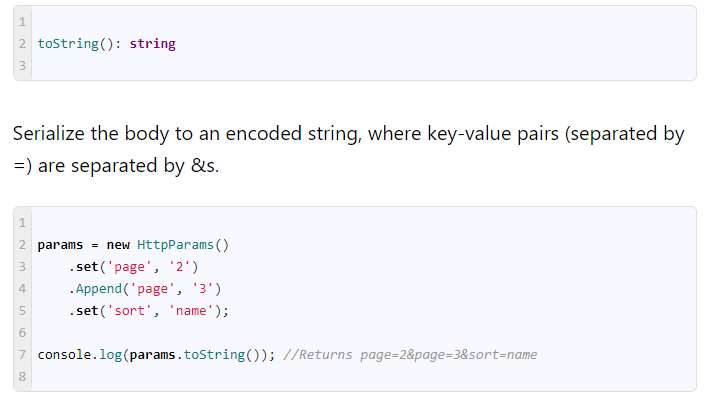 1
2 toString(): string
3
Serialize the body to an encoded string, where key-value pairs (separated by
=) are separated by &s.
1
2 params = new HttpParams()
3     .set('page', '2')
4     .Append('page', '3')
5     .set('sort', 'name');
6
7 console.log(params.toString()); //Returns page=2&page=3&sort=name
8